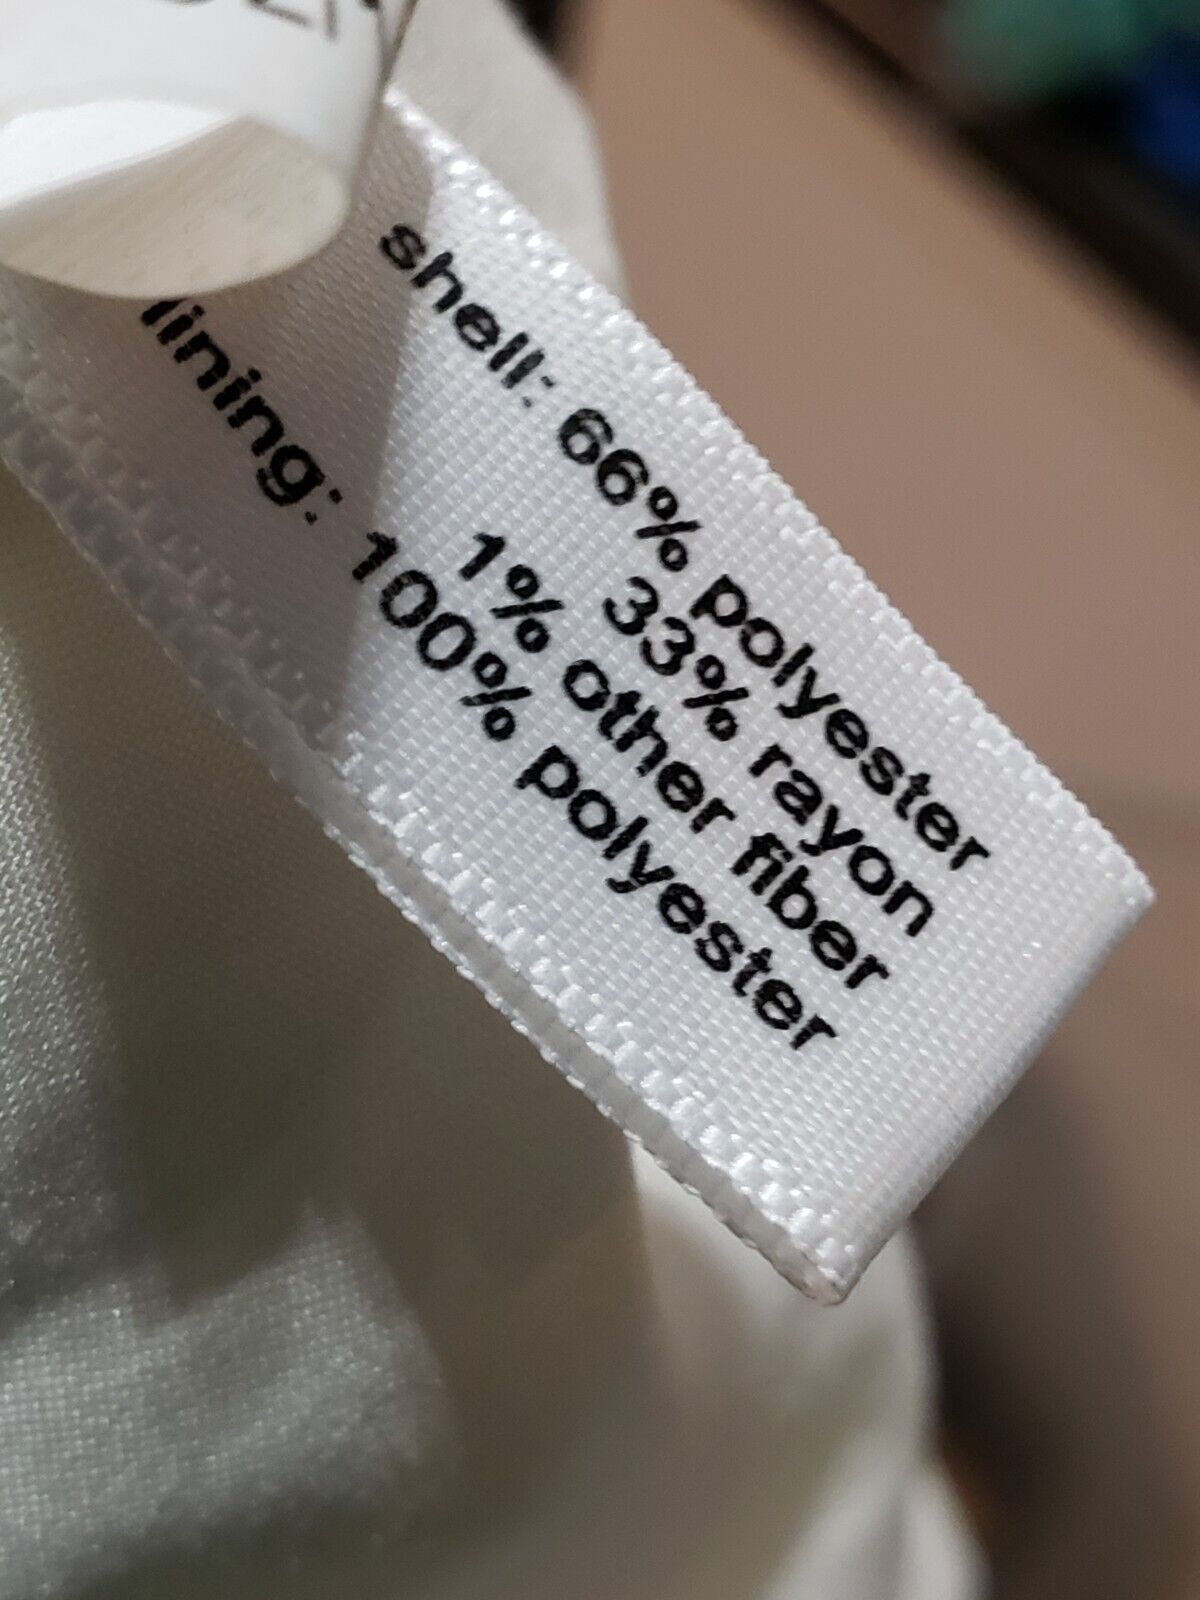 shell: 66% polyester
33% rayon
1% other fiber
lining: 100% polyester